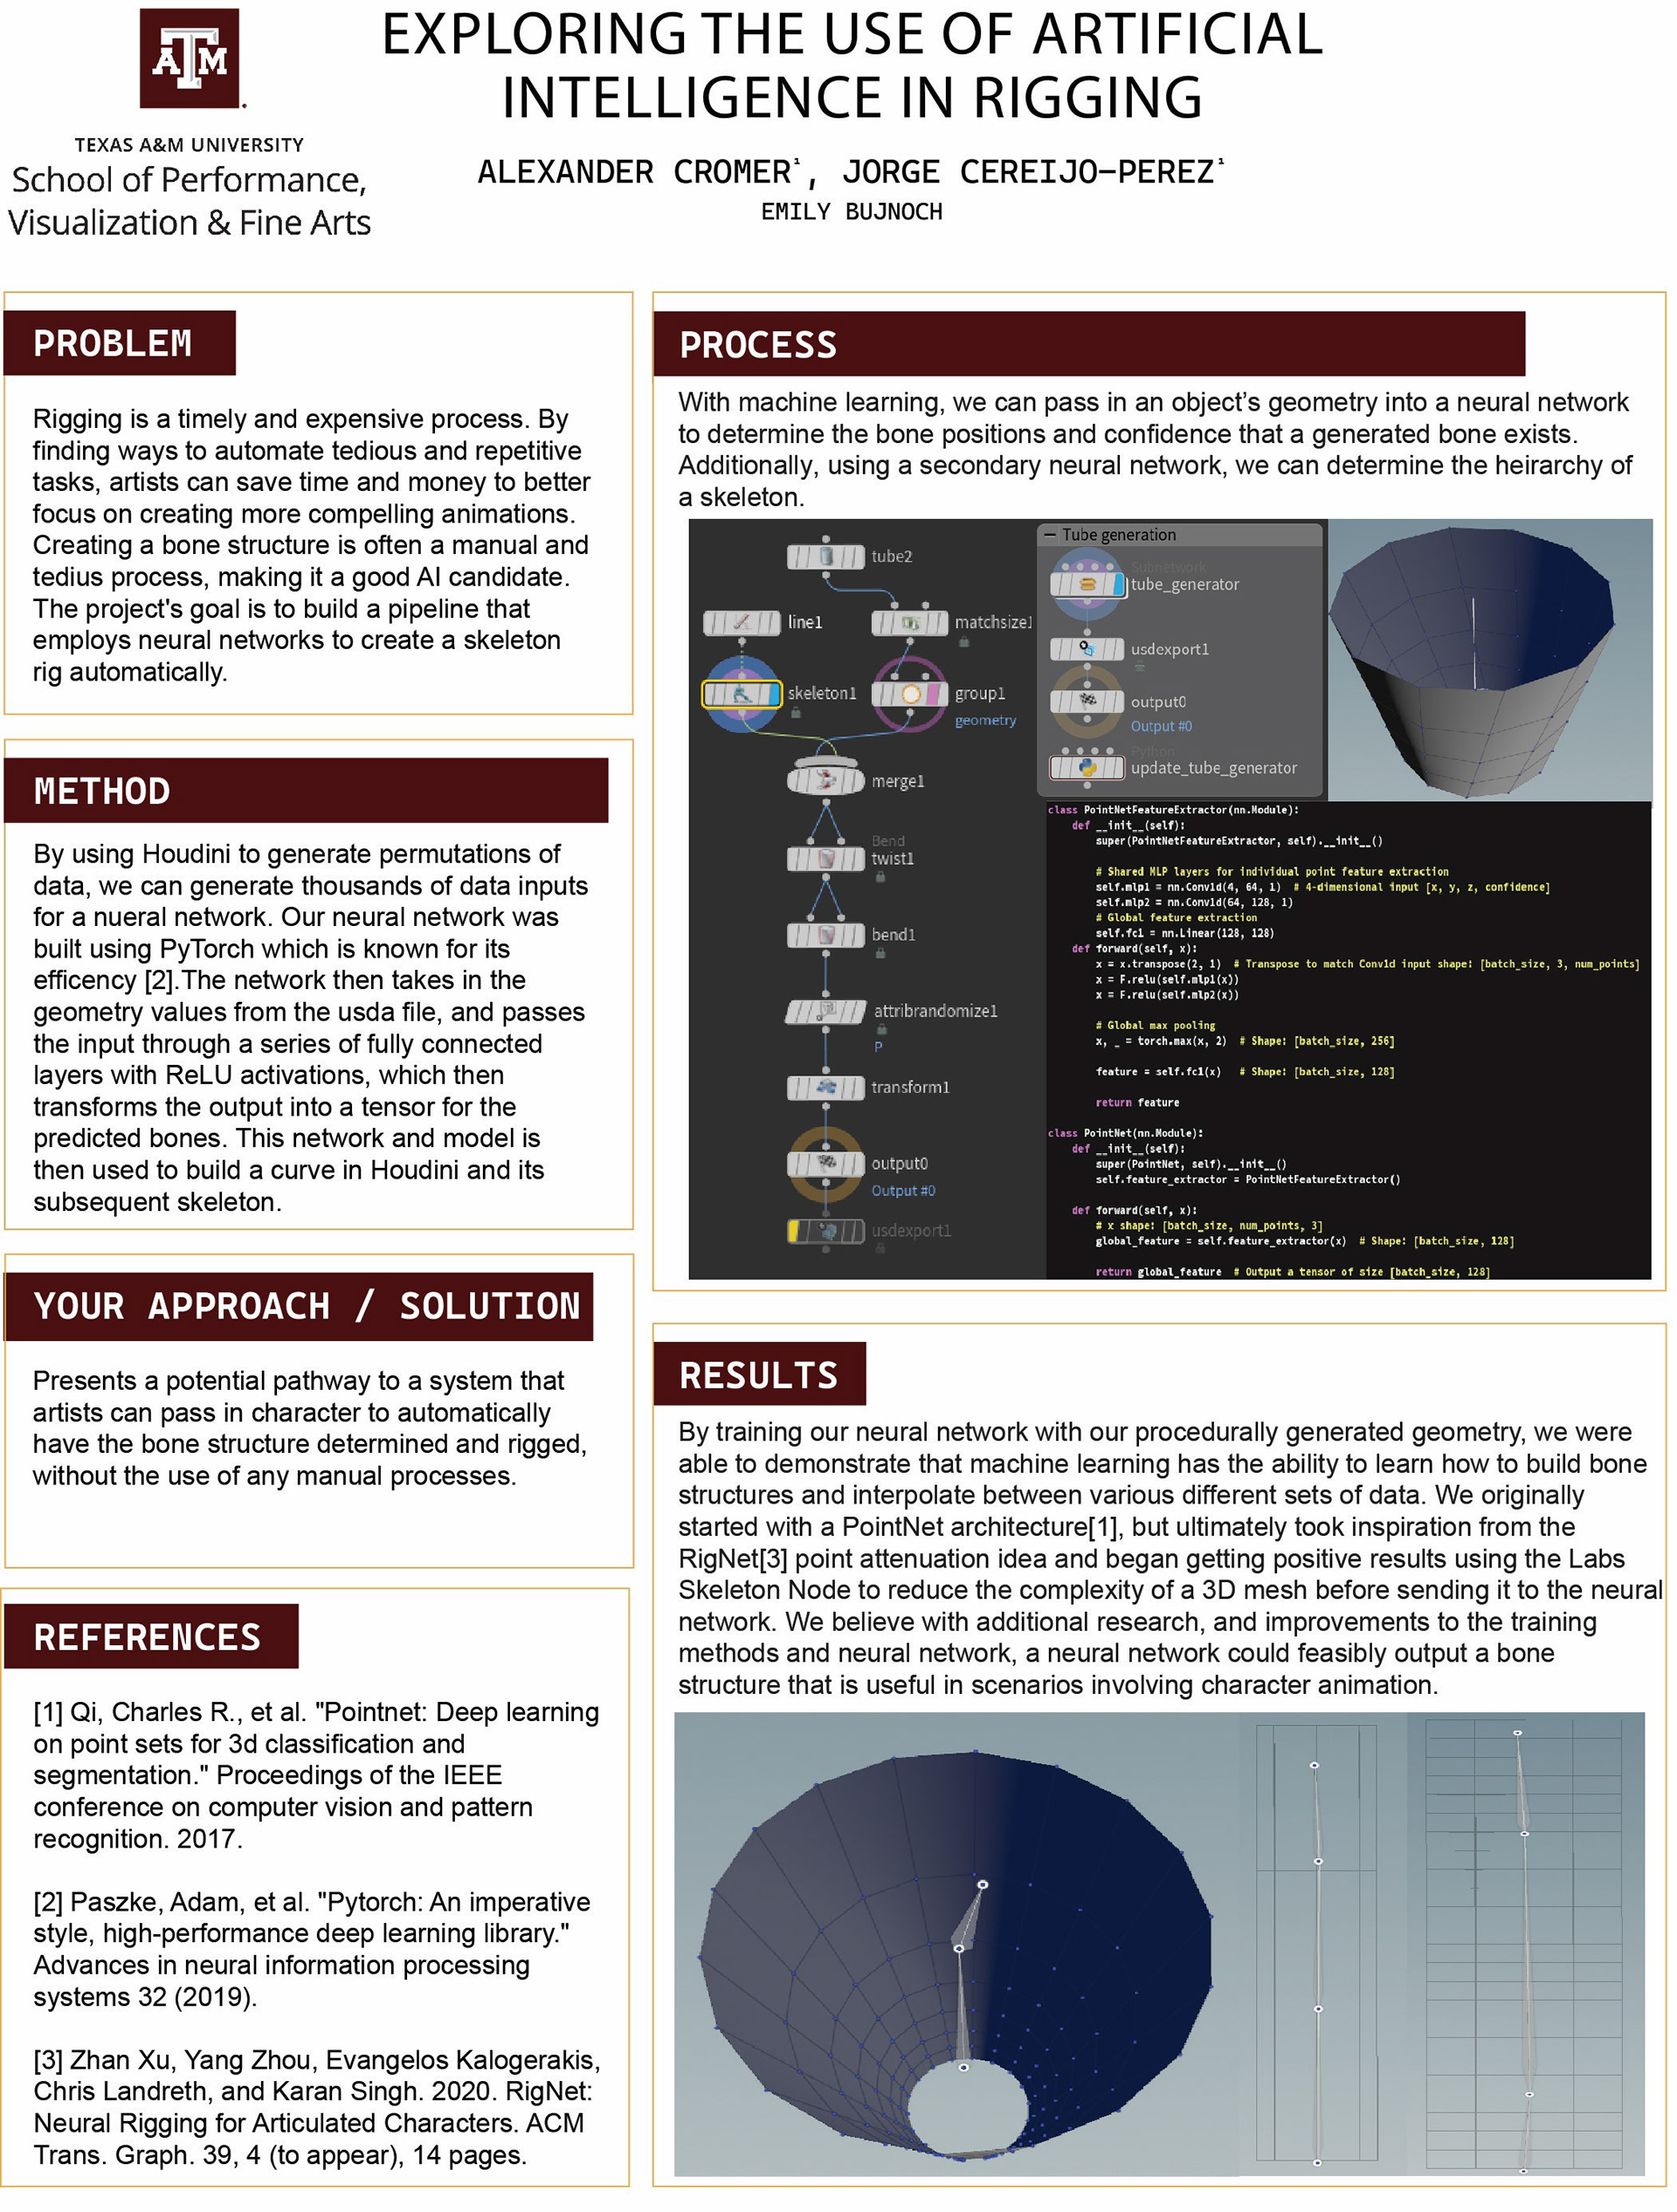 ATM
TEXAS A&M UNIVERSITY
School of Performance,
Visualization & Fine Arts
EXPLORING THE USE OF ARTIFICIAL
INTELLIGENCE IN RIGGING
ALEXANDER CROMER¹, JORGE CEREIJO-PEREZ¹
EMILY BUJNOCH
PROBLEM
Rigging is a timely and expensive process. By
finding ways to automate tedious and repetitive
tasks, artists can save time and money to better
focus on creating more compelling animations.
Creating a bone structure is often a manual and
tedius process, making it a good AI candidate.
The project's goal is to build a pipeline that
employs neural networks to create a skeleton
rig automatically.
METHOD
By using Houdini to generate permutations of
data, we can generate thousands of data inputs
for a nueral network. Our neural network was
built using PyTorch which is known for its
efficency [2].The network then takes in the
geometry values from the usda file, and passes
the input through a series of fully connected
layers with ReLU activations, which then
transforms the output into a tensor for the
predicted bones. This network and model is
then used to build a curve in Houdini and its
subsequent skeleton.
YOUR APPROACH / SOLUTION
Presents a potential pathway to a system that
artists can pass in character to automatically
have the bone structure determined and rigged,
without the use of any manual processes.
REFERENCES
[1] Qi, Charles R., et al. "Pointnet: Deep learning
on point sets for 3d classification and
segmentation." Proceedings of the IEEE
conference on computer vision and pattern
recognition. 2017.
[2] Paszke, Adam, et al. "Pytorch: An imperative
style, high-performance deep learning library."
Advances in neural information processing
systems 32 (2019).
[3] Zhan Xu, Yang Zhou, Evangelos Kalogerakis,
Chris Landreth, and Karan Singh. 2020. RigNet:
Neural Rigging for Articulated Characters. ACM
Trans. Graph. 39, 4 (to appear), 14 pages.
PROCESS
With machine learning, we can pass in an object's geometry into a neural network
to determine the bone positions and confidence that a generated bone exists.
Additionally, using a secondary neural network, we can determine the heirarchy of
a skeleton.
tube2
line1
matchsize1
skeleton1
group1
geometry
merge1
Bend
twist1
bend1
attribrandomize1
P
transform1
output0
Output #0
usdexport1
Tube generation
Subnetwork
tube_generator
usdexport1
output0
Output #0
Python
update_tube_generator
class PointNetFeatureExtractor(nn.Module):
def __init__(self):
super(PointNetFeatureExtractor, self).__init__()
# Shared MLP layers for individual point feature extraction
self.mlp1 = nn.Conv1d(4, 64, 1) # 4-dimensional input [x, y, z, confidence]
self.mlp2 = nn.Conv1d(64, 128, 1)
# Global feature extraction
self.fc1 = nn.Linear(128, 128)
def forward(self, x):
x = x.transpose(2, 1) # Transpose to match Conv1d input shape: [batch_size, 3, num_points]
x = F.relu(self.mlp1(x))
x = F.relu(self.mlp2(x))
# Global max pooling
x, _ = torch.max(x, 2) # Shape: [batch_size, 256]
feature = self.fc1(x) # Shape: [batch_size, 128]
return feature
class PointNet(nn.Module):
def __init__(self):
super(PointNet, self).__init__()
self.feature_extractor = PointNetFeatureExtractor()
def forward(self, x):
# x shape: [batch_size, num_points, 3]
global_feature = self.feature_extractor(x) # Shape: [batch_size, 128]
return global_feature # Output a tensor of size [batch_size, 128]
RESULTS
By training our neural network with our procedurally generated geometry, we were
able to demonstrate that machine learning has the ability to learn how to build bone
structures and interpolate between various different sets of data. We originally
started with a PointNet architecture[1], but ultimately took inspiration from the
RigNet[3] point attenuation idea and began getting positive results using the Labs
Skeleton Node to reduce the complexity of a 3D mesh before sending it to the neural
network. We believe with additional research, and improvements to the training
methods and neural network, a neural network could feasibly output a bone
structure that is useful in scenarios involving character animation.